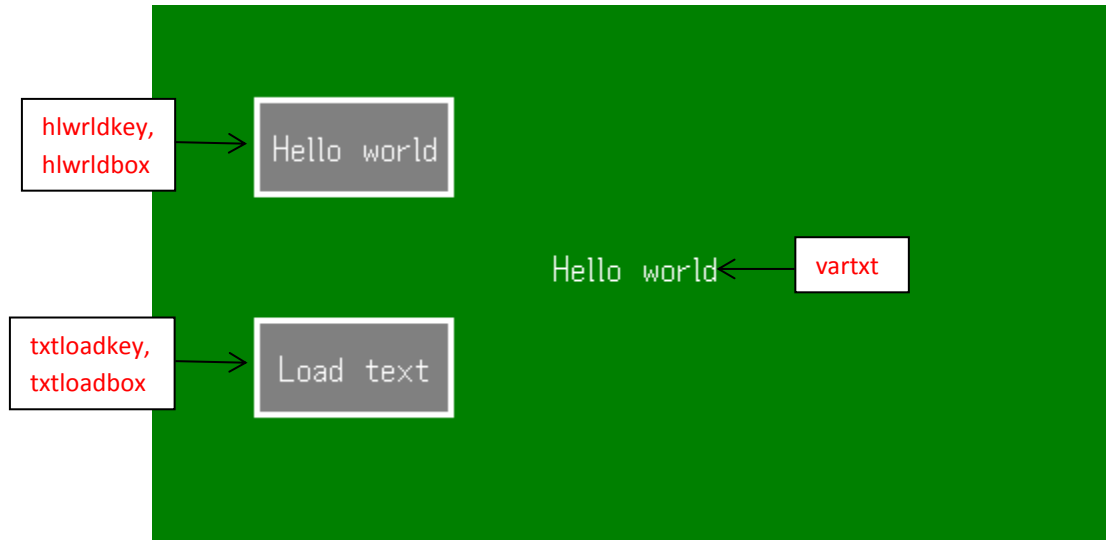 hlwrldkey,
hlwrldbox
Hello world
Hello world
vartxt
txtloadkey,
txtloadbox
Load text